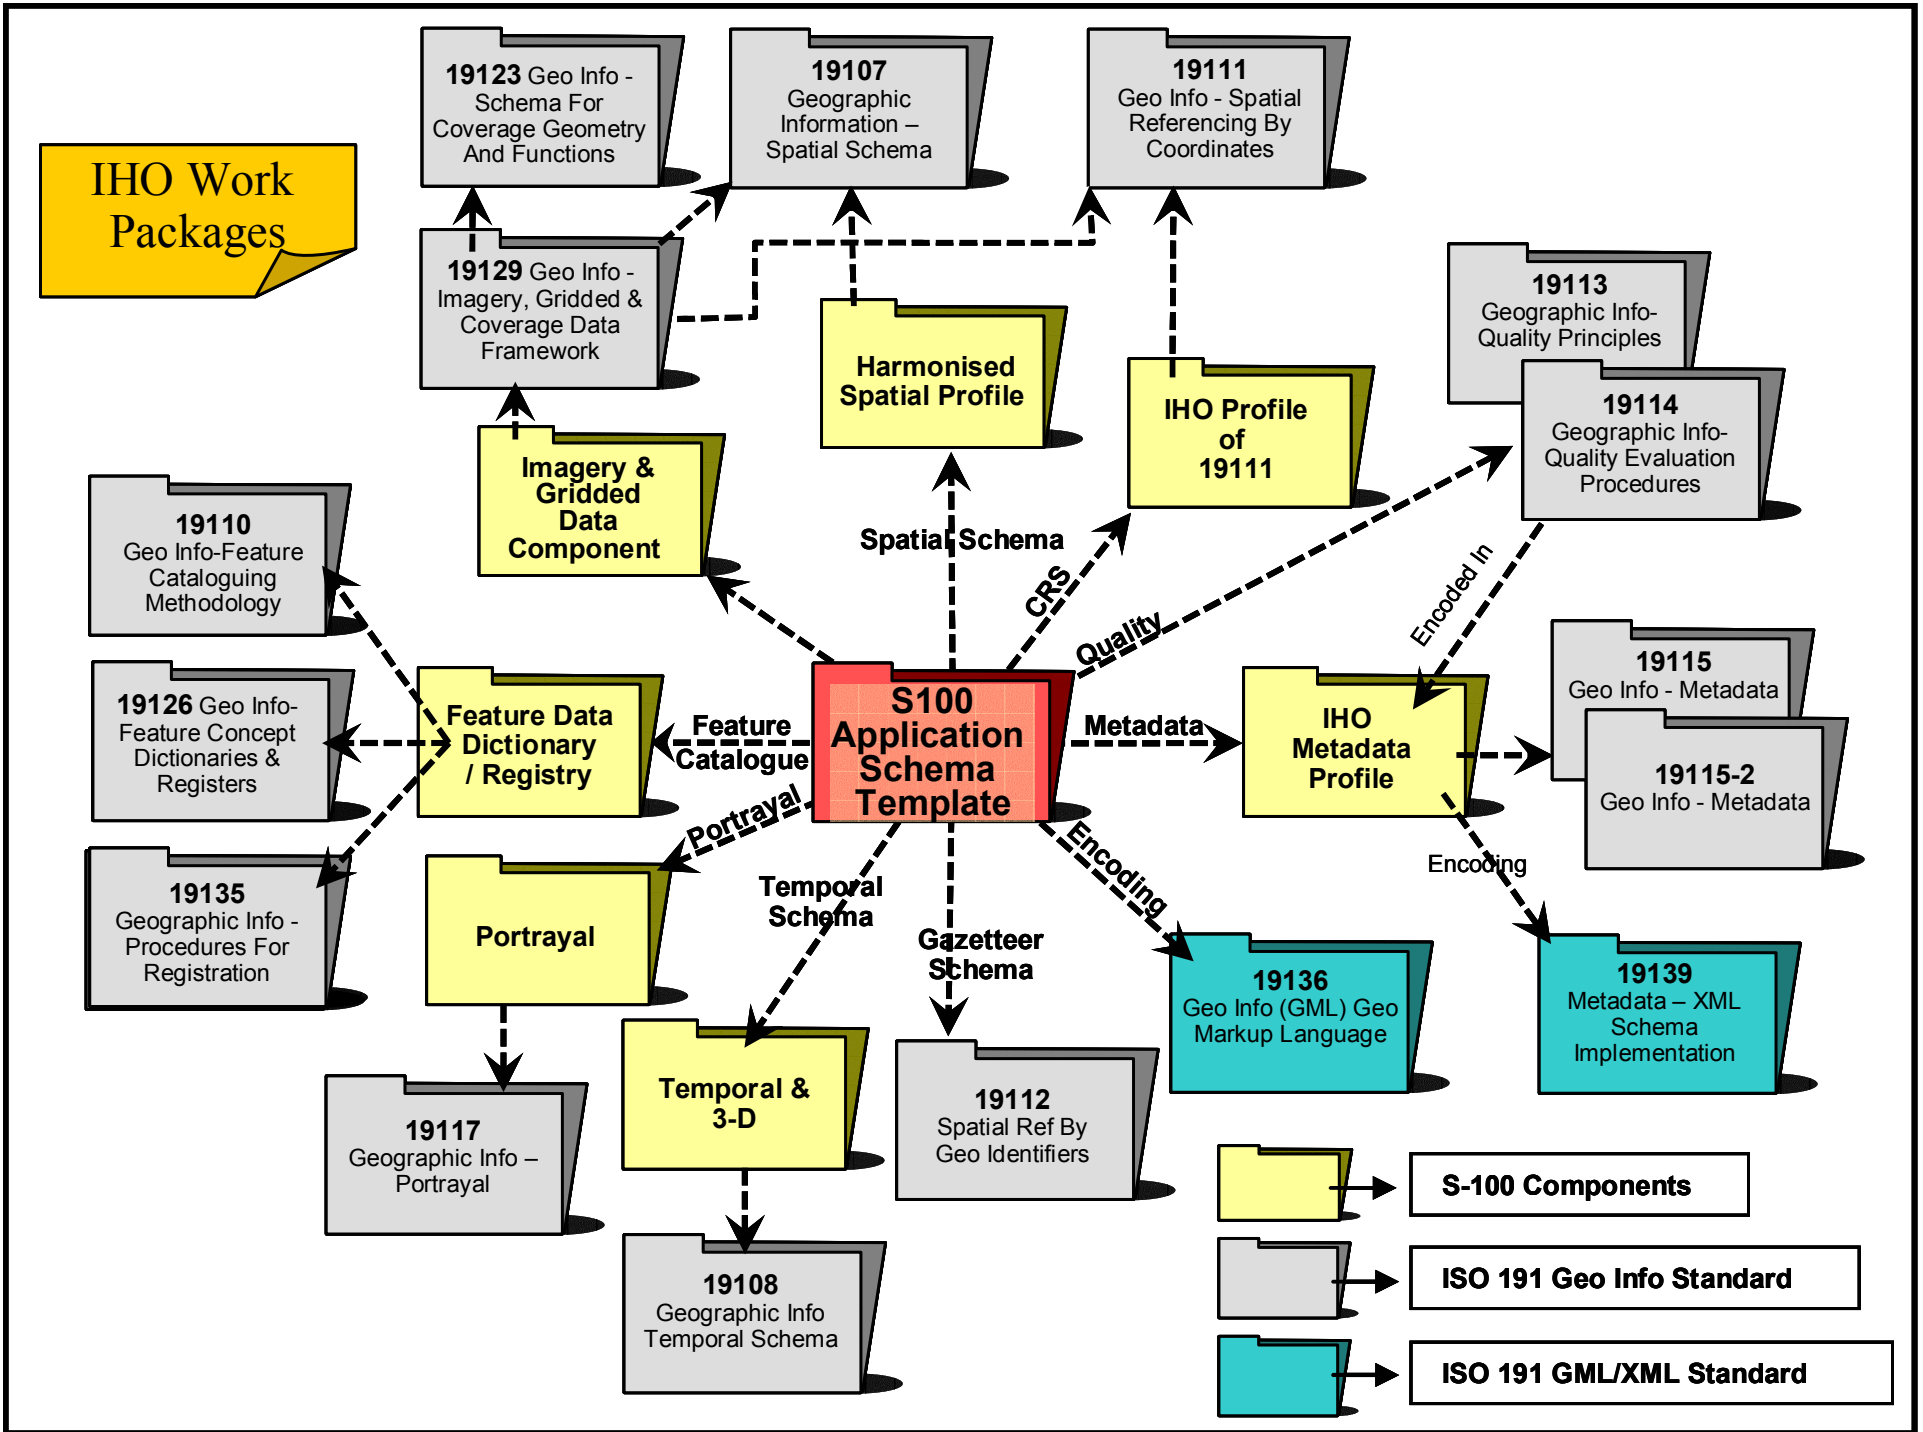 IHO Work
Packages
19123 Geo Info -
Schema For
Coverage Geometry
And Functions
19107
Geographic
Information –
Spatial Schema
19111
Geo Info - Spatial
Referencing By
Coordinates
19129 Geo Info -
Imagery, Gridded &
Coverage Data
Framework
Harmonised
Spatial Profile
IHO Profile
of
19111
19113
Geographic Info-
Quality Principles
19114
Geographic Info-
Quality Evaluation
Procedures
Imagery &
Gridded
Data
Component
Spatial Schema
CRS
Quality
Encoded In
19110
Geo Info-Feature
Cataloguing
Methodology
19126 Geo Info-
Feature Concept
Dictionaries &
Registers
19135
Geographic Info -
Procedures For
Registration
Feature Data
Dictionary
/ Registry
Feature
Catalogue
S100
Application
Schema
Template
Metadata
IHO
Metadata
Profile
19115
Geo Info - Metadata
19115-2
Geo Info - Metadata
Portrayal
Portrayal
Temporal
Schema
Gazetteer
Schema
Encoding
Encoding
19136
Geo Info (GML) Geo
Markup Language
19139
Metadata – XML
Schema
Implementation
19117
Geographic Info –
Portrayal
Temporal &
3-D
19112
Spatial Ref By
Geo Identifiers
19108
Geographic Info
Temporal Schema
S-100 Components
ISO 191 Geo Info Standard
ISO 191 GML/XML Standard